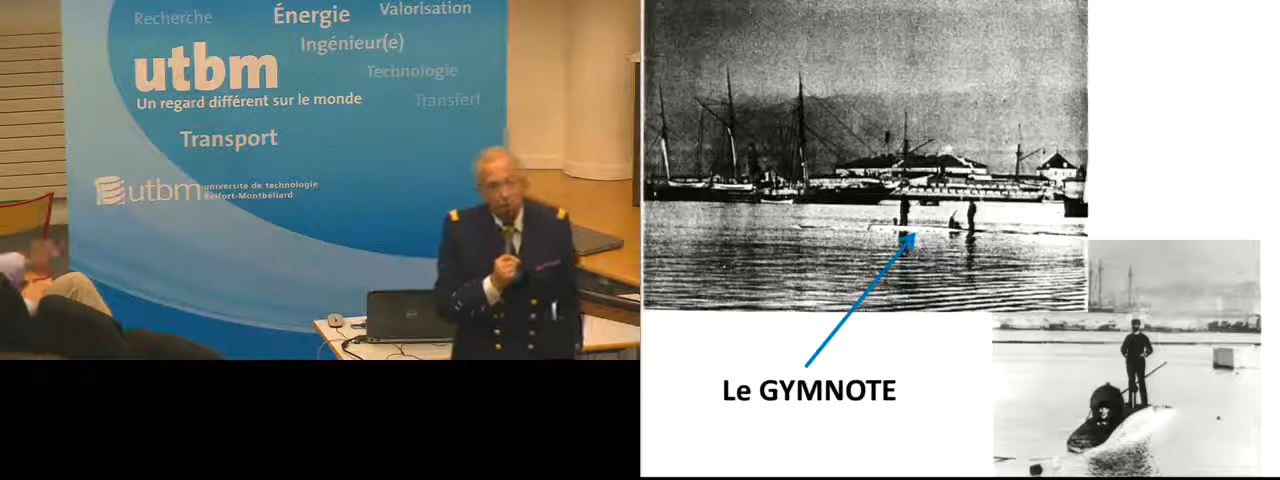 Recherche
Énergie
Valorisation
Ingénieur(e)
utbm
Technologie
Un regard différent sur le monde
Transfert
Transport
utbm université de technologie
Belfort-Montbéliard
Le GYMNOTE